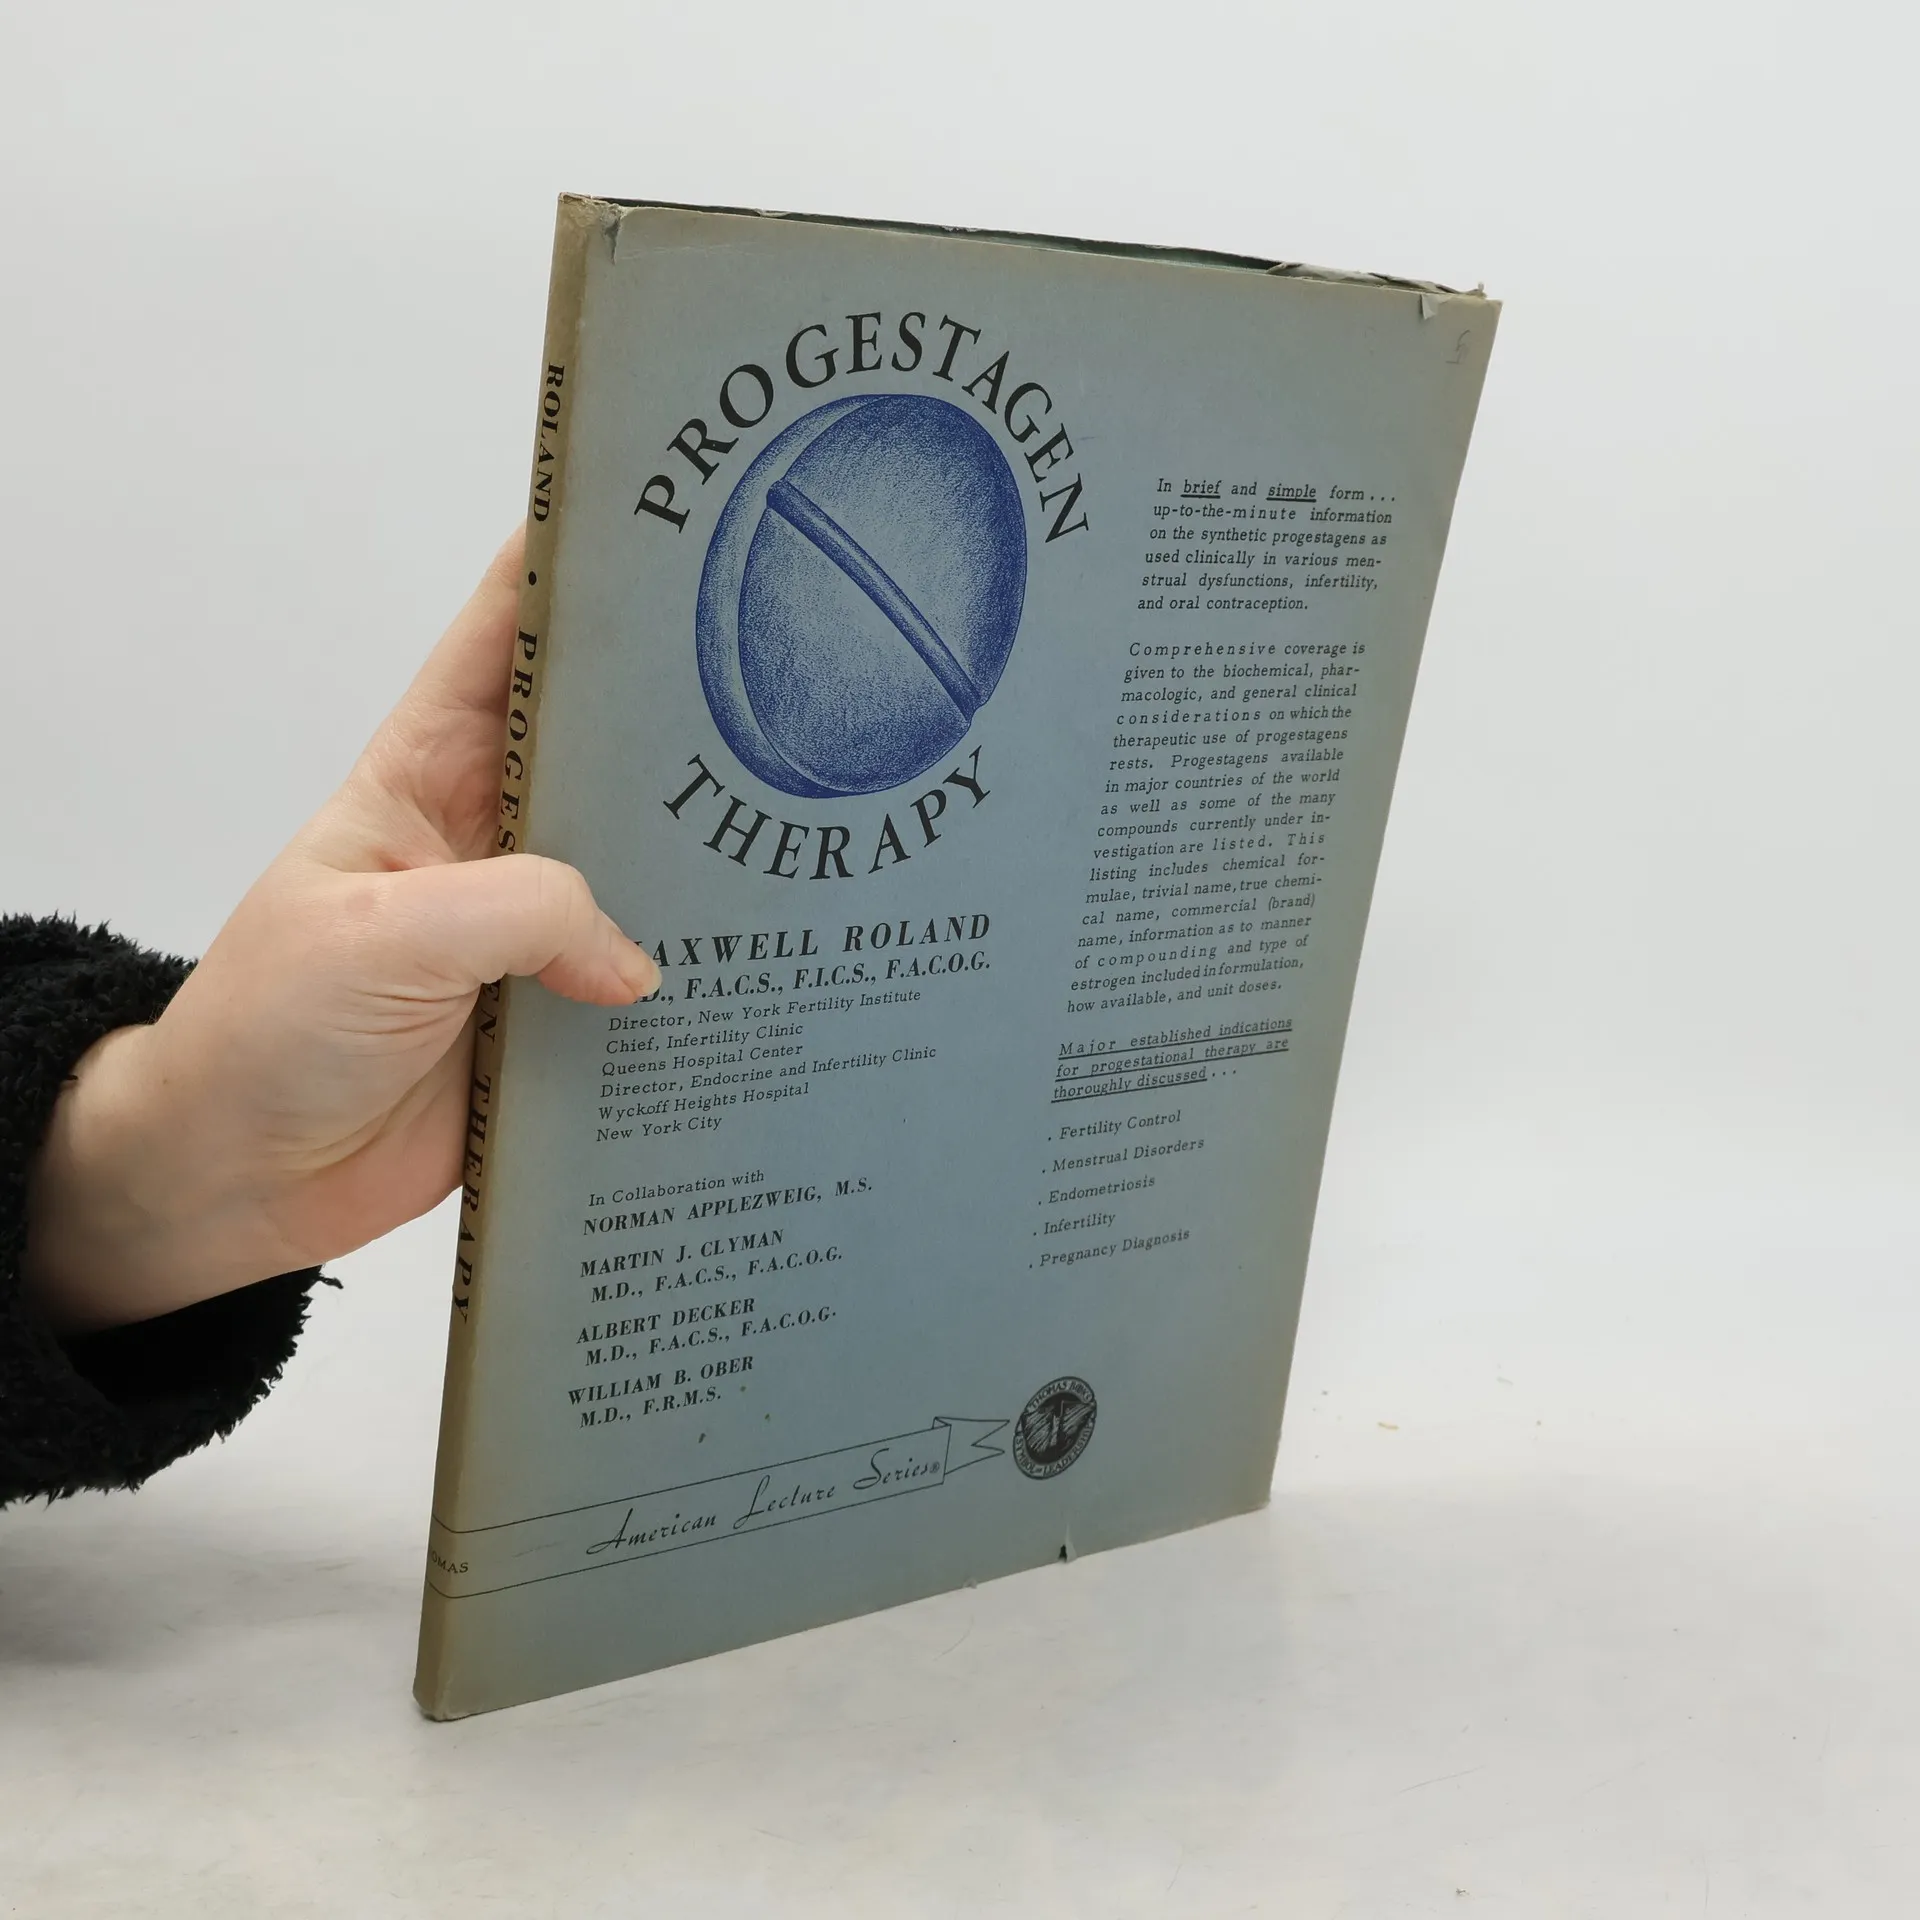 ROLAND • PROGES EN THERAPY
OMAS
PROGESTAGEN
THERAPY
AXWELL ROLAND
D., F.A.C.S., F.I.C.S., F.A.C.O.G.
Director, New York Fertility Institute
Chief, Infertility Clinic
Queens Hospital Center
Director, Endocrine and Infertility Clinic
Wyckoff Heights Hospital
New York City
In Collaboration with
NORMAN APPLEZWEIG, M.S.
MARTIN J. CLYMAN
M.D., F.A.C.S., F.A.C.O.G.
ALBERT DECKER
M.D., F.A.C.S., F.A.C.O.G.
WILLIAM B. OBER
M.D., F.R.M.S.
American Lecture Series®
In brief and simple form...
up-to-the-minute information
on the synthetic progestagens as
used clinically in various men-
strual dysfunctions, infertility,
and oral contraception.
Comprehensive coverage is
given to the biochemical, phar-
macologic, and general clinical
considerations on which the
therapeutic use of progestagens
rests. Progestagens available
in major countries of the world
as well as some of the many
compounds currently under in-
vestigation are listed. This
listing includes chemical for-
mulae, trivial name, true chemi-
cal name, commercial (brand)
name, information as to manner
of compounding and type of
estrogen included in formulation,
how available, and unit doses.
Major established indications
for progestational therapy are
thoroughly discussed...
. Fertility Control
. Menstrual Disorders
. Endometriosis
. Infertility
. Pregnancy Diagnosis
THOMAS BOOKS
SYMBOL OF LEADERSHIP